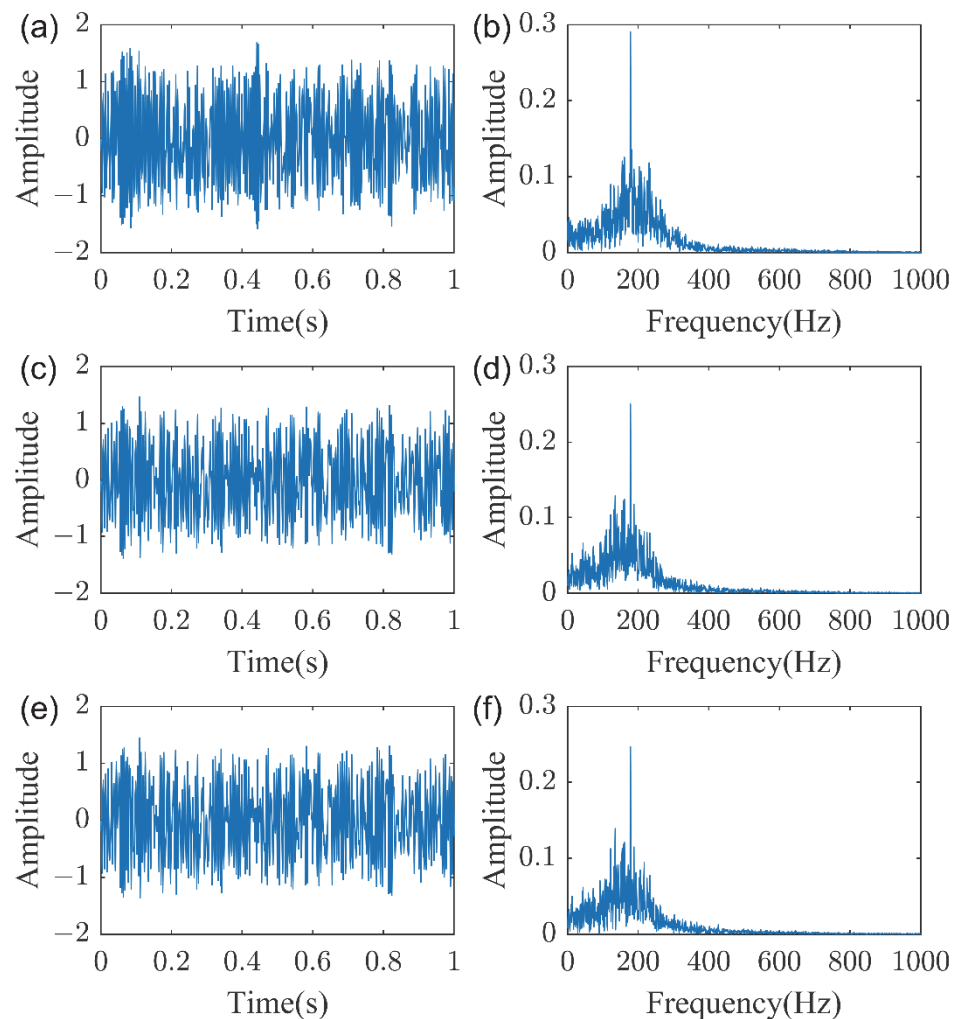 (a)
2
1
0
−1
−2
Amplitude
0 0.2 0.4 0.6 0.8 1
Time(s)
(b)
0.3
0.2
0.1
0
Amplitude
0 200 400 600 800 1000
Frequency(Hz)
(c)
2
1
0
−1
−2
Amplitude
0 0.2 0.4 0.6 0.8 1
Time(s)
(d)
0.3
0.2
0.1
0
Amplitude
0 200 400 600 800 1000
Frequency(Hz)
(e)
2
1
0
−1
−2
Amplitude
0 0.2 0.4 0.6 0.8 1
Time(s)
(f)
0.3
0.2
0.1
0
Amplitude
0 200 400 600 800 1000
Frequency(Hz)